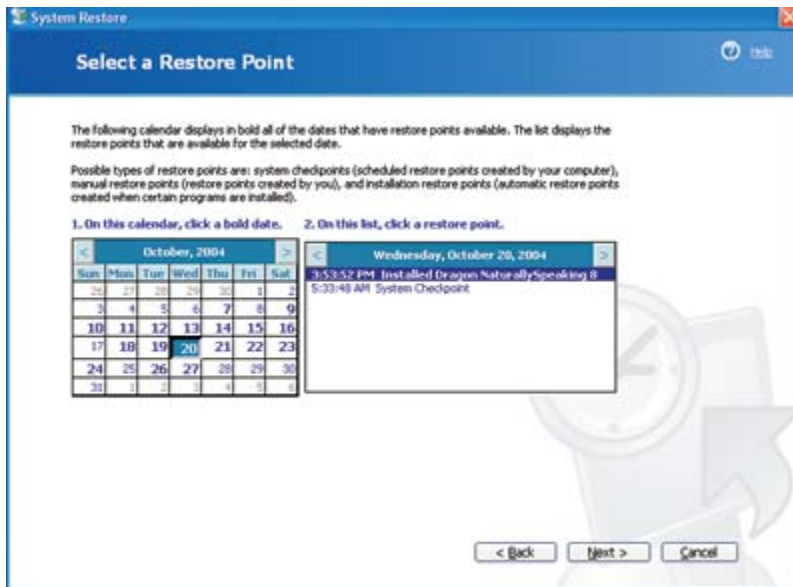 System Restore
Select a Restore Point
Help
The following calendar displays in bold all of the dates that have restore points available. The list displays the
restore points that are available for the selected date.
Possible types of restore points are: system checkpoints (scheduled restore points created by your computer),
manual restore points (restore points created by you), and installation restore points (automatic restore points
created when certain programs are installed).
1. On this calendar, click a bold date. 2. On this list, click a restore point.
< October, 2004 >
Sun Mon Tue Wed Thu Fri Sat
26 27 28 29 30 1 2
3 4 5 6 7 8 9
10 11 12 13 14 15 16
17 18 19 20 21 22 23
24 25 26 27 28 29 30
31 1 2 3 4 5 6
< Wednesday, October 20, 2004 >
3:53:52 PM Installed Dragon NaturallySpeaking 8
5:33:48 AM System Checkpoint
< Back Next > Cancel